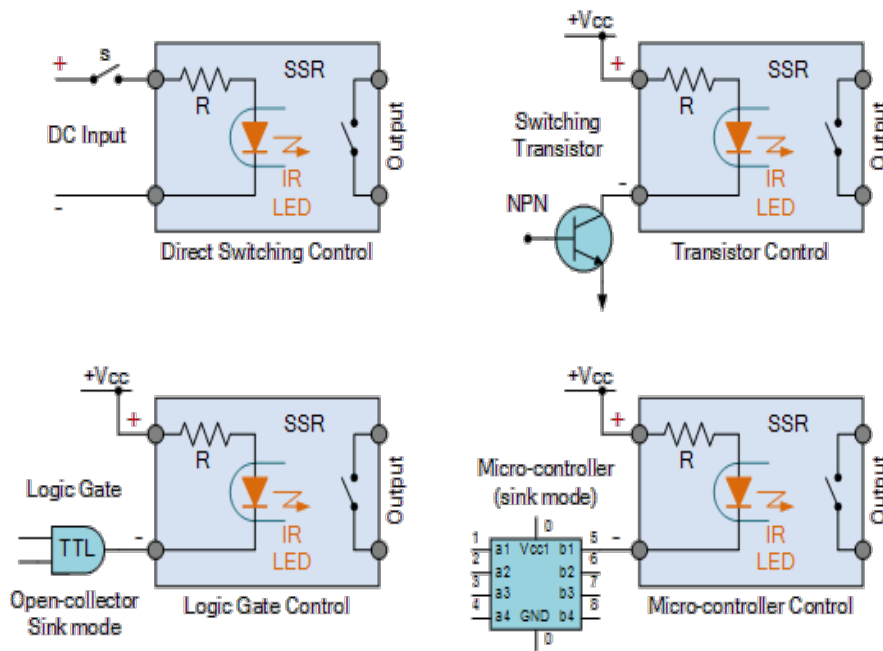 s
+
SSR
R
DC Input
IR
LED
-
Output
Direct Switching Control
+Vcc
+
SSR
R
Switching
Transistor
-
IR
LED
NPN
Output
Transistor Control
+Vcc
+
SSR
R
Logic Gate
IR
TTL
-
LED
Output
Open-collector
Sink mode
Logic Gate Control
+Vcc
+
SSR
R
Micro-controller
(sink mode)
0
1 a1 Vcc1 b1 5 -
2 a2 b2 6
3 a3 b3 7
4 a4 GND b4 8
0
IR
LED
Output
Micro-controller Control